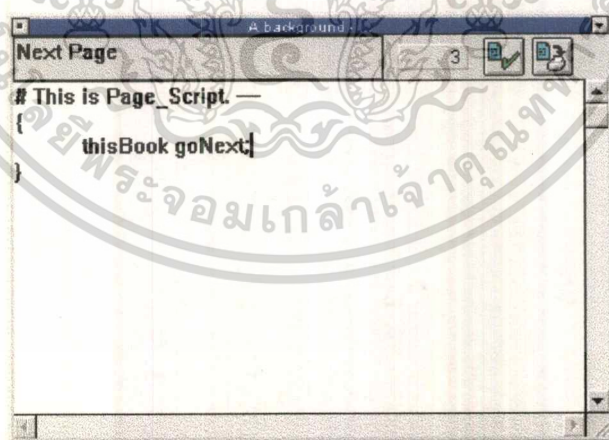 A background :
Next Page
3
# This is Page_Script. —
{
thisBook goNext;
}
จอมเกล้าเจ้าคุณ